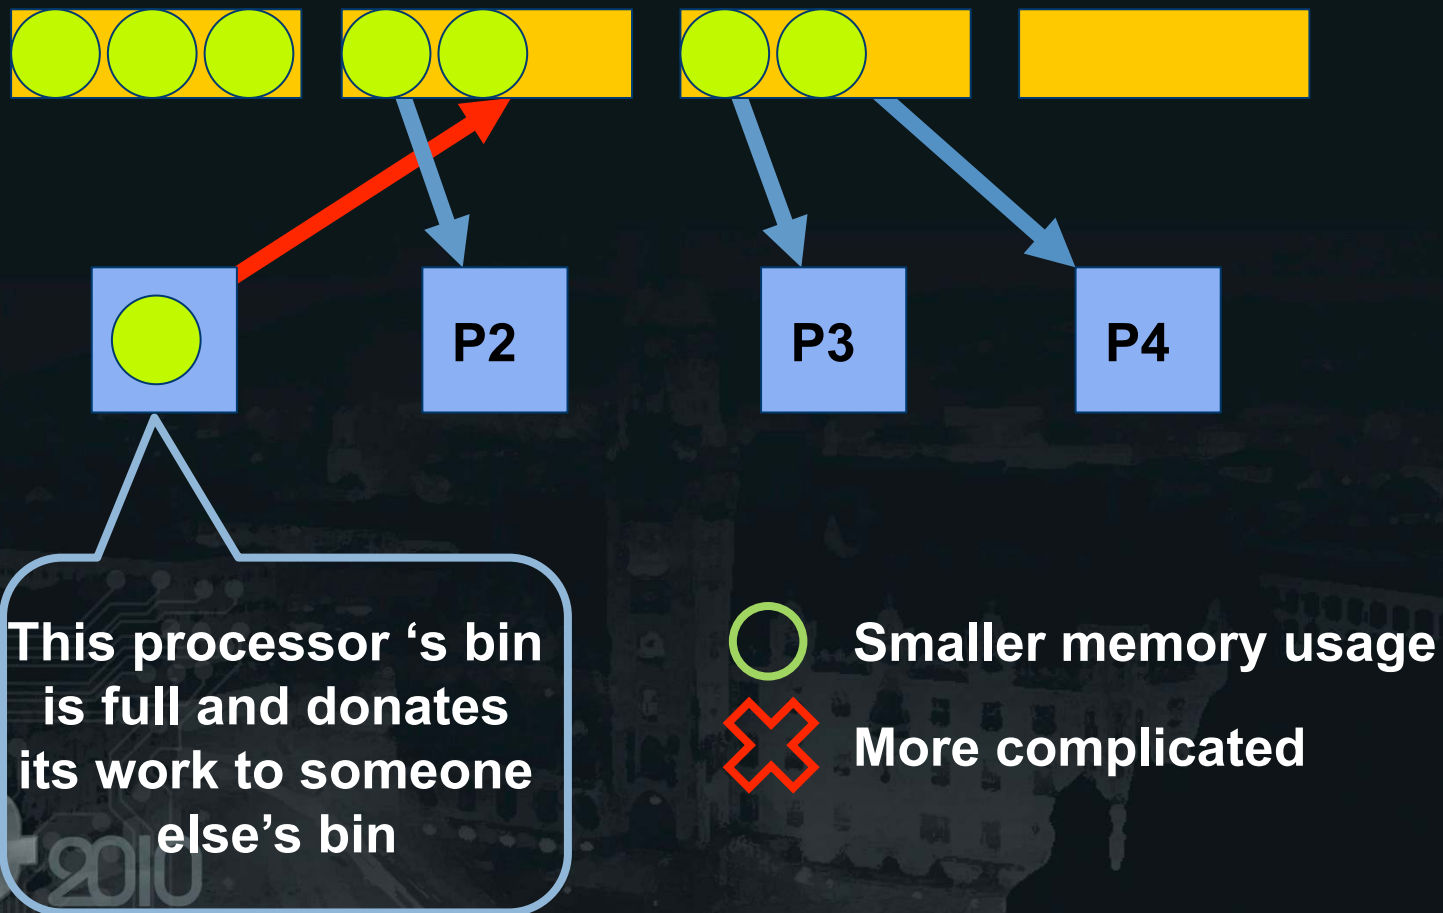 P2
P3
P4
This processor ‘s bin
is full and donates
its work to someone
else’s bin
Smaller memory usage
More complicated
2010